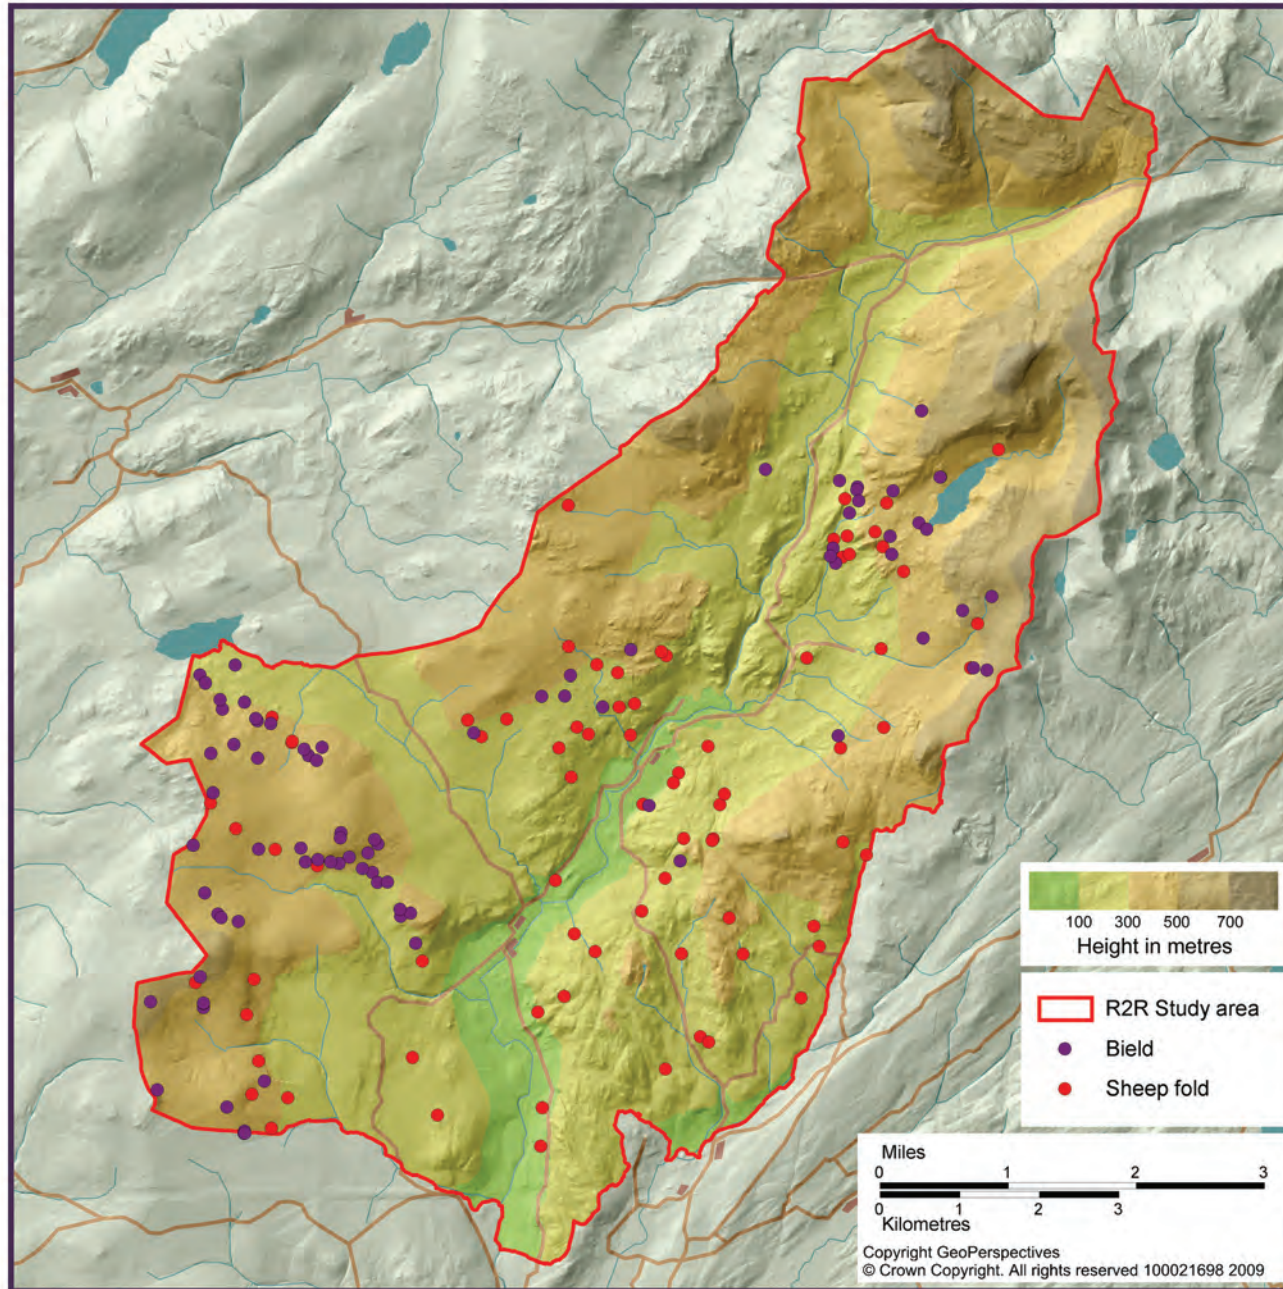 100 300 500 700
Height in metres
R2R Study area
Bield
Sheep fold
Miles
0 1 2 3
0 1 2 3
Kilometres
Copyright GeoPerspectives
© Crown Copyright. All rights reserved 100021698 2009